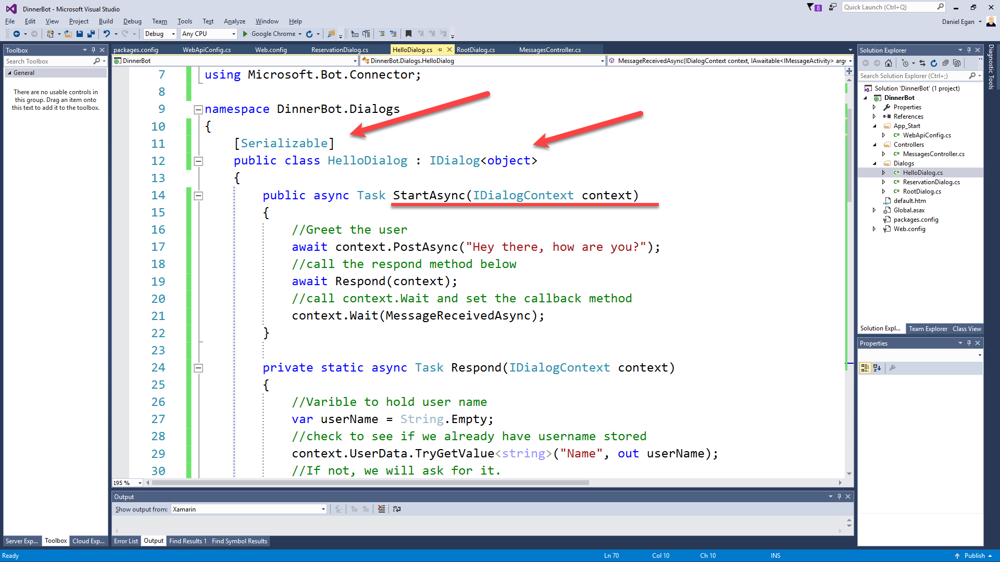 DinnerBot - Microsoft Visual Studio
8
Quick Launch (Ctrl+Q)
File Edit View Project Build Debug Team Tools Test Analyze Window Help
Daniel Egan
Debug Any CPU Google Chrome
Toolbox
Search Toolbox
General
There are no usable controls in
this group. Drag an item onto
this text to add it to the toolbox.
Server Exp... Toolbox Cloud Exp...
packages.config WebApiConfig.cs Web.config ReservationDialog.cs HelloDialog.cs RootDialog.cs MessagesController.cs
DinnerBot DinnerBot.Dialogs.HelloDialog MessageReceivedAsync(IDialogContext context, IAwaitable<IMessageActivity> argu
7 using Microsoft.Bot.Connector;
8
9 namespace DinnerBot.Dialogs
10 {
11 [Serializable]
12 public class HelloDialog : IDialog<object>
13 {
14 public async Task StartAsync(IDialogContext context)
15 {
16 //Greet the user
17 await context.PostAsync("Hey there, how are you?");
18 //call the respond method below
19 await Respond(context);
20 //call context.Wait and set the callback method
21 context.Wait(MessageReceivedAsync);
22 }
23
24 private static async Task Respond(IDialogContext context)
25 {
26 //Varible to hold user name
27 var userName = String.Empty;
28 //check to see if we already have username stored
29 context.UserData.TryGetValue<string>("Name", out userName);
30 //If not, we will ask for it.
195 %
Output
Show output from: Xamarin
Error List Output Find Results 1 Find Symbol Results
Solution Explorer
Search Solution Explorer (Ctrl+;)
Solution 'DinnerBot' (1 project)
DinnerBot
Properties
References
App_Start
C# WebApiConfig.cs
Controllers
C# MessagesController.cs
Dialogs
C# HelloDialog.cs
C# ReservationDialog.cs
C# RootDialog.cs
default.htm
Global.asax
packages.config
Web.config
Solution Expl... Team Explorer Class View
Properties
Diagnostic Tools
Ready Ln 70 Col 10 Ch 10 INS Publish